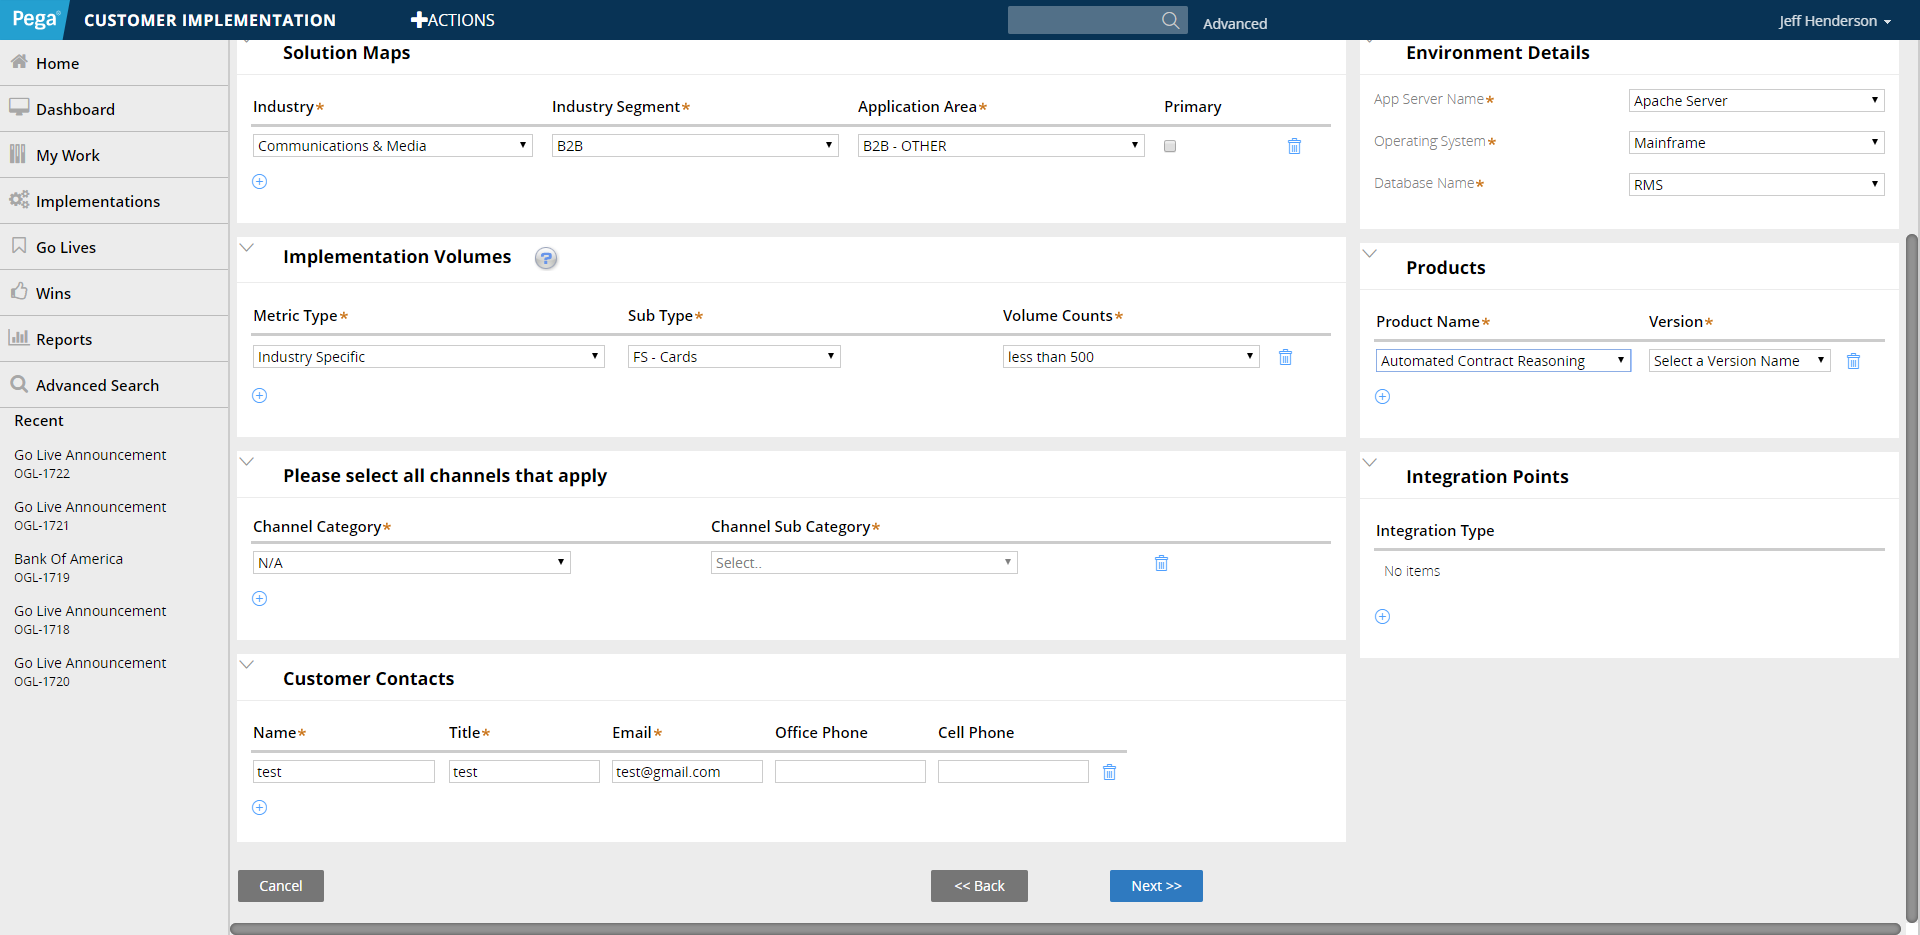 Pega® CUSTOMER IMPLEMENTATION ACTIONS Advanced Jeff Henderson
Home
Dashboard
My Work
Implementations
Go Lives
Wins
Reports
Advanced Search
Recent
Go Live Announcement
OGL-1722
Go Live Announcement
OGL-1721
Bank Of America
OGL-1719
Go Live Announcement
OGL-1718
Go Live Announcement
OGL-1720
Solution Maps
Industry* Industry Segment* Application Area* Primary
Communications & Media B2B B2B - OTHER
Implementation Volumes ?
Metric Type* Sub Type* Volume Counts*
Industry Specific FS - Cards less than 500
Please select all channels that apply
Channel Category* Channel Sub Category*
N/A Select..
Customer Contacts
Name* Title* Email* Office Phone Cell Phone
test test test@gmail.com
Cancel << Back Next >>
Environment Details
App Server Name* Apache Server
Operating System* Mainframe
Database Name* RMS
Products
Product Name* Version*
Automated Contract Reasoning Select a Version Name
Integration Points
Integration Type
No items